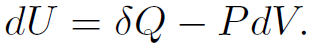 dU = δQ − PdV.